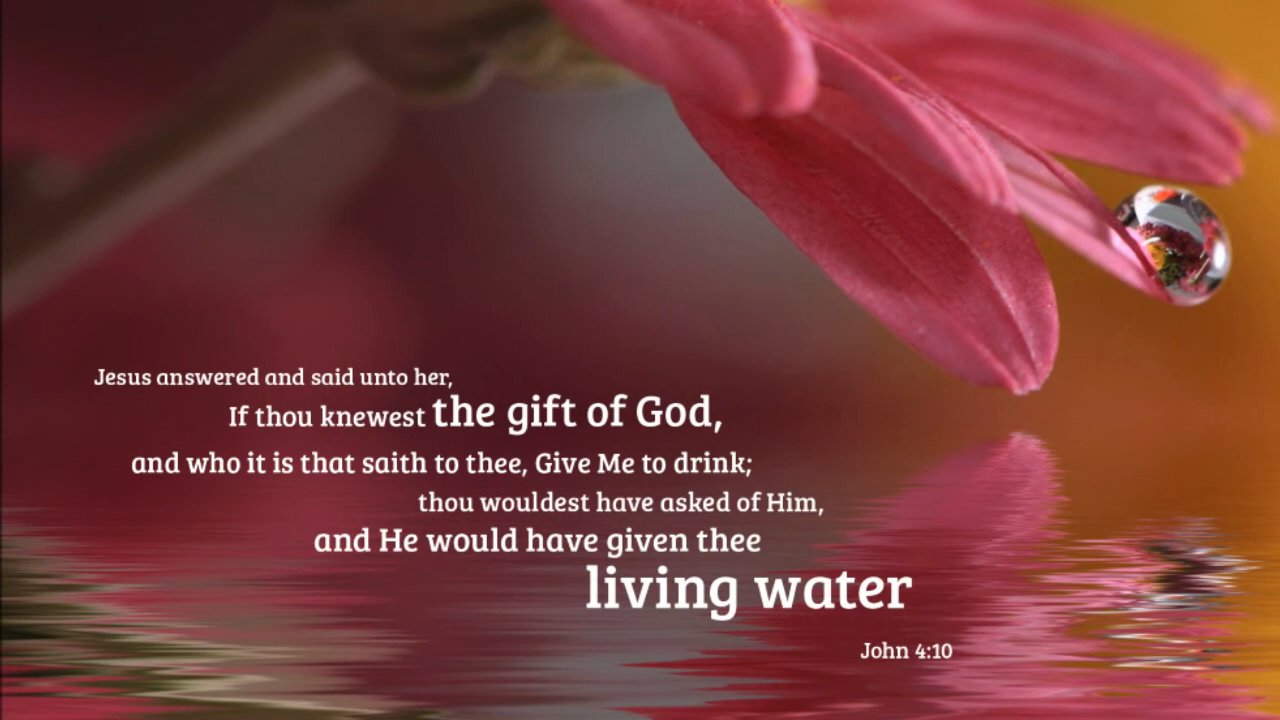 Jesus answered and said unto her,
If thou knewest the gift of God,
and who it is that saith to thee, Give Me to drink;
thou wouldest have asked of Him,
and He would have given thee
living water
John 4:10